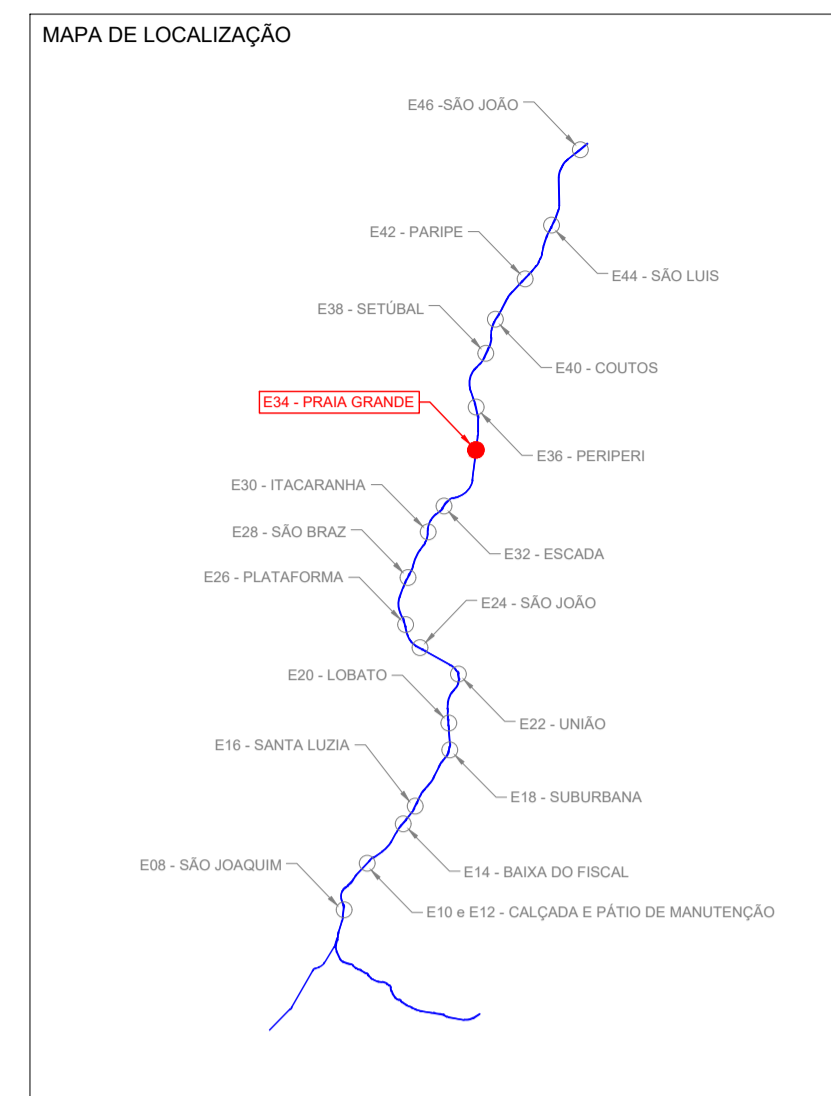 MAPA DE LOCALIZAÇÃO
E46 -SÃO JOÃO
E42 - PARIPE
E44 - SÃO LUIS
E38 - SETÚBAL
E40 - COUTOS
E34 - PRAIA GRANDE
E36 - PERIPERI
E30 - ITACARANHA
E28 - SÃO BRAZ
E32 - ESCADA
E26 - PLATAFORMA
E24 - SÃO JOÃO
E20 - LOBATO
E22 - UNIÃO
E16 - SANTA LUZIA
E18 - SUBURBANA
E08 - SÃO JOAQUIM
E14 - BAIXA DO FISCAL
E10 e E12 - CALÇADA E PÁTIO DE MANUTENÇÃO